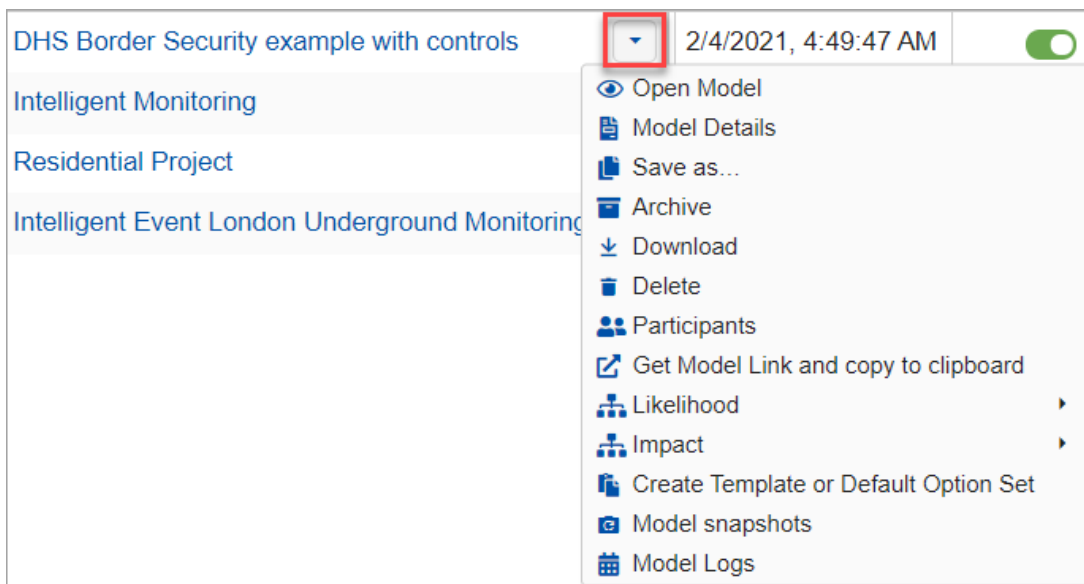 DHS Border Security example with controls 2/4/2021, 4:49:47 AM
Intelligent Monitoring
Residential Project
Intelligent Event London Underground Monitoring
Open Model
Model Details
Save as...
Archive
Download
Delete
Participants
Get Model Link and copy to clipboard
Likelihood
Impact
Create Template or Default Option Set
Model snapshots
Model Logs